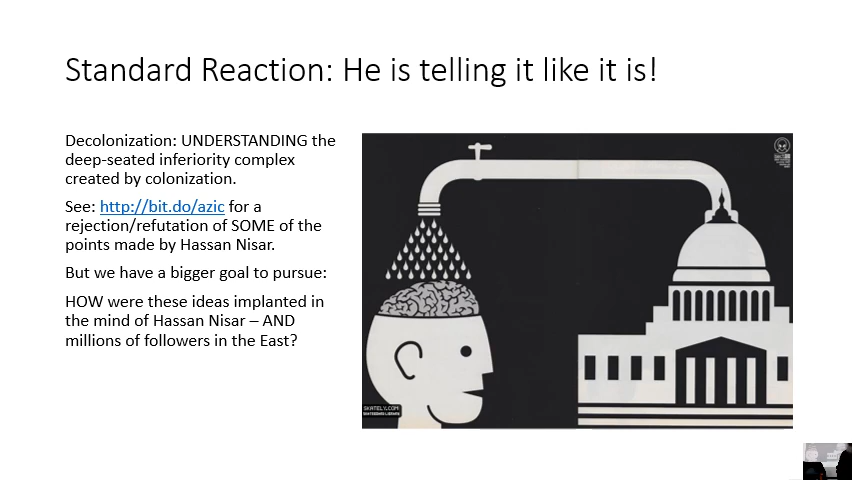 Standard Reaction: He is telling it like it is!
Decolonization: UNDERSTANDING the
deep-seated inferiority complex
created by colonization.
See: http://bit.do/azic for a
rejection/refutation of SOME of the
points made by Hassan Nisar.
But we have a bigger goal to pursue:
HOW were these ideas implanted in
the mind of Hassan Nisar – AND
millions of followers in the East?
SKATELY.COM